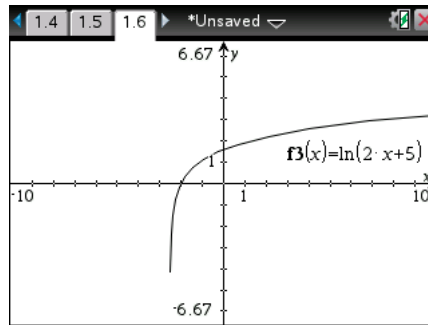 1.4 1.5 1.6 *Unsaved
6.67 y
f3(x)=ln(2·x+5)
1
x
-10 1 10
-6.67